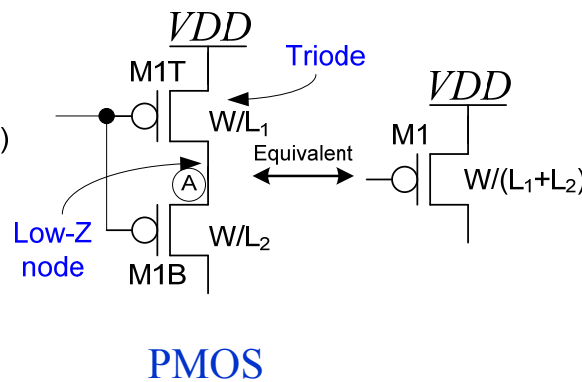 VDD
Triode
M1T
)
W/L₁
VDD
M1
Equivalent
A
W/(L₁+L₂)
Low-Z
node
W/L₂
M1B
PMOS